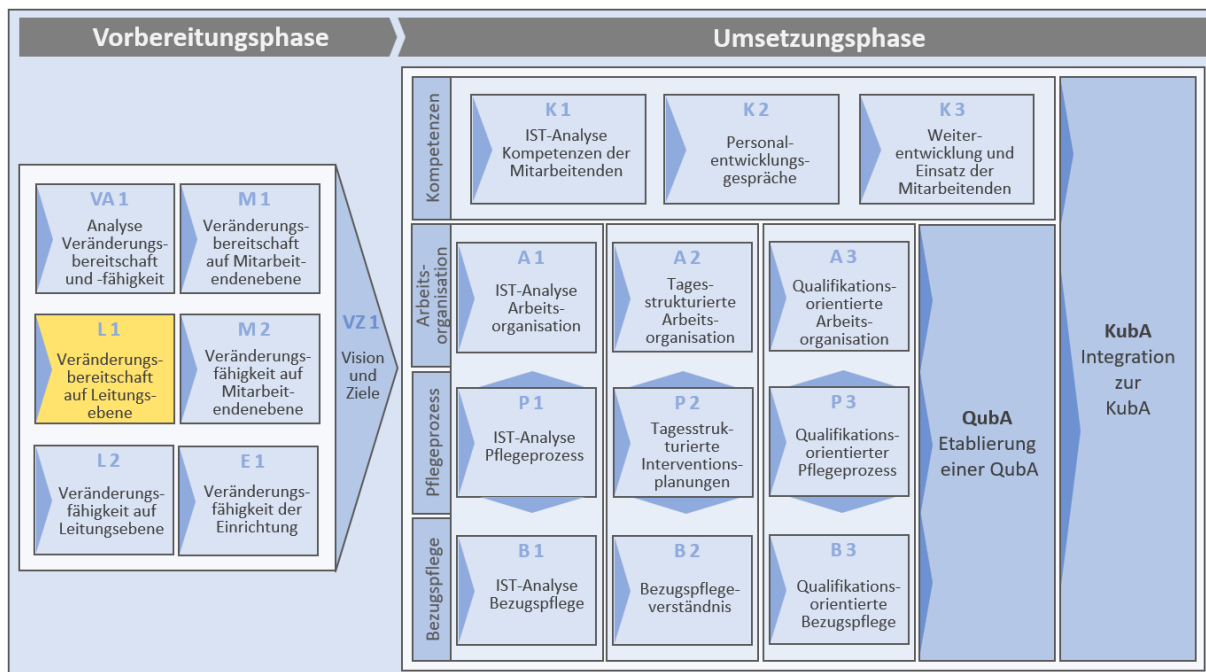 Vorbereitungsphase
Umsetzungsphase
VA 1
Analyse
Veränderungs-
bereitschaft
und -fähigkeit
M 1
Veränderungs-
bereitschaft
auf Mitarbeit-
endenebene
L 1
Veränderungs-
bereitschaft
auf Leitungs-
ebene
M 2
Veränderungs-
fähigkeit auf
Mitarbeit-
endenebene
L 2
Veränderungs-
fähigkeit auf
Leitungsebene
E 1
Veränderungs-
fähigkeit der
Einrichtung
VZ 1
Vision
und
Ziele
Kompetenzen
K 1
IST-Analyse
Kompetenzen der
Mitarbeitenden
K 2
Personal-
entwicklungs-
gespräche
K 3
Weiter-
entwicklung und
Einsatz der
Mitarbeitenden
Arbeits-
organisation
A 1
IST-Analyse
Arbeits-
organisation
A 2
Tages-
strukturierte
Arbeits-
organisation
A 3
Qualifikations-
orientierte
Arbeits-
organisation
Pflegeprozess
P 1
IST-Analyse
Pflegeprozess
P 2
Tagesstruk-
turierte
Interventions-
planungen
P 3
Qualifikations-
orientierter
Pflegeprozess
Bezugspflege
B 1
IST-Analyse
Bezugspflege
B 2
Bezugspflege-
verständnis
B 3
Qualifikations-
orientierte
Bezugspflege
QubA
Etablierung
einer QubA
KubA
Integration
zur
KubA